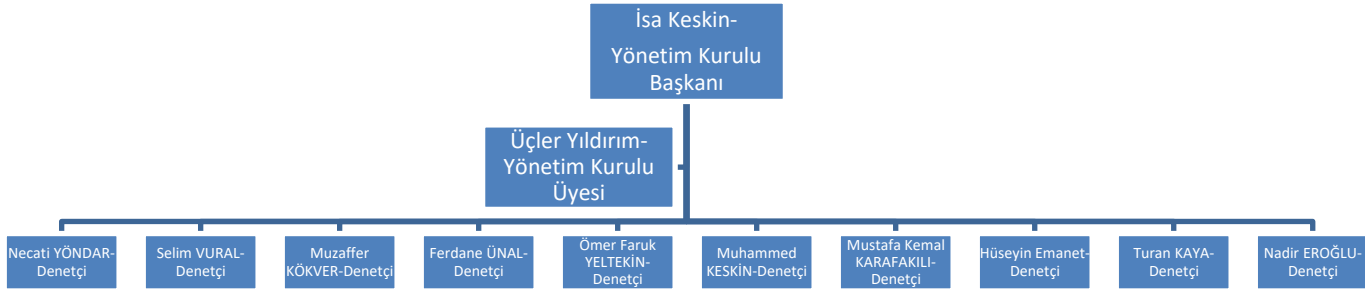 İsa Keskin-
Yönetim Kurulu
Başkanı
Üçler Yıldırım-
Yönetim Kurulu
Üyesi
Necati YÖNDAR-
Denetçi
Selim VURAL-
Denetçi
Muzaffer
KÖKVER-Denetçi
Ferdane ÜNAL-
Denetçi
Ömer Faruk
YELTEKİN-
Denetçi
Muhammed
KESKİN-Denetçi
Mustafa Kemal
KARAFAKILI-
Denetçi
Hüseyin Emanet-
Denetçi
Turan KAYA-
Denetçi
Nadir EROĞLU-
Denetçi